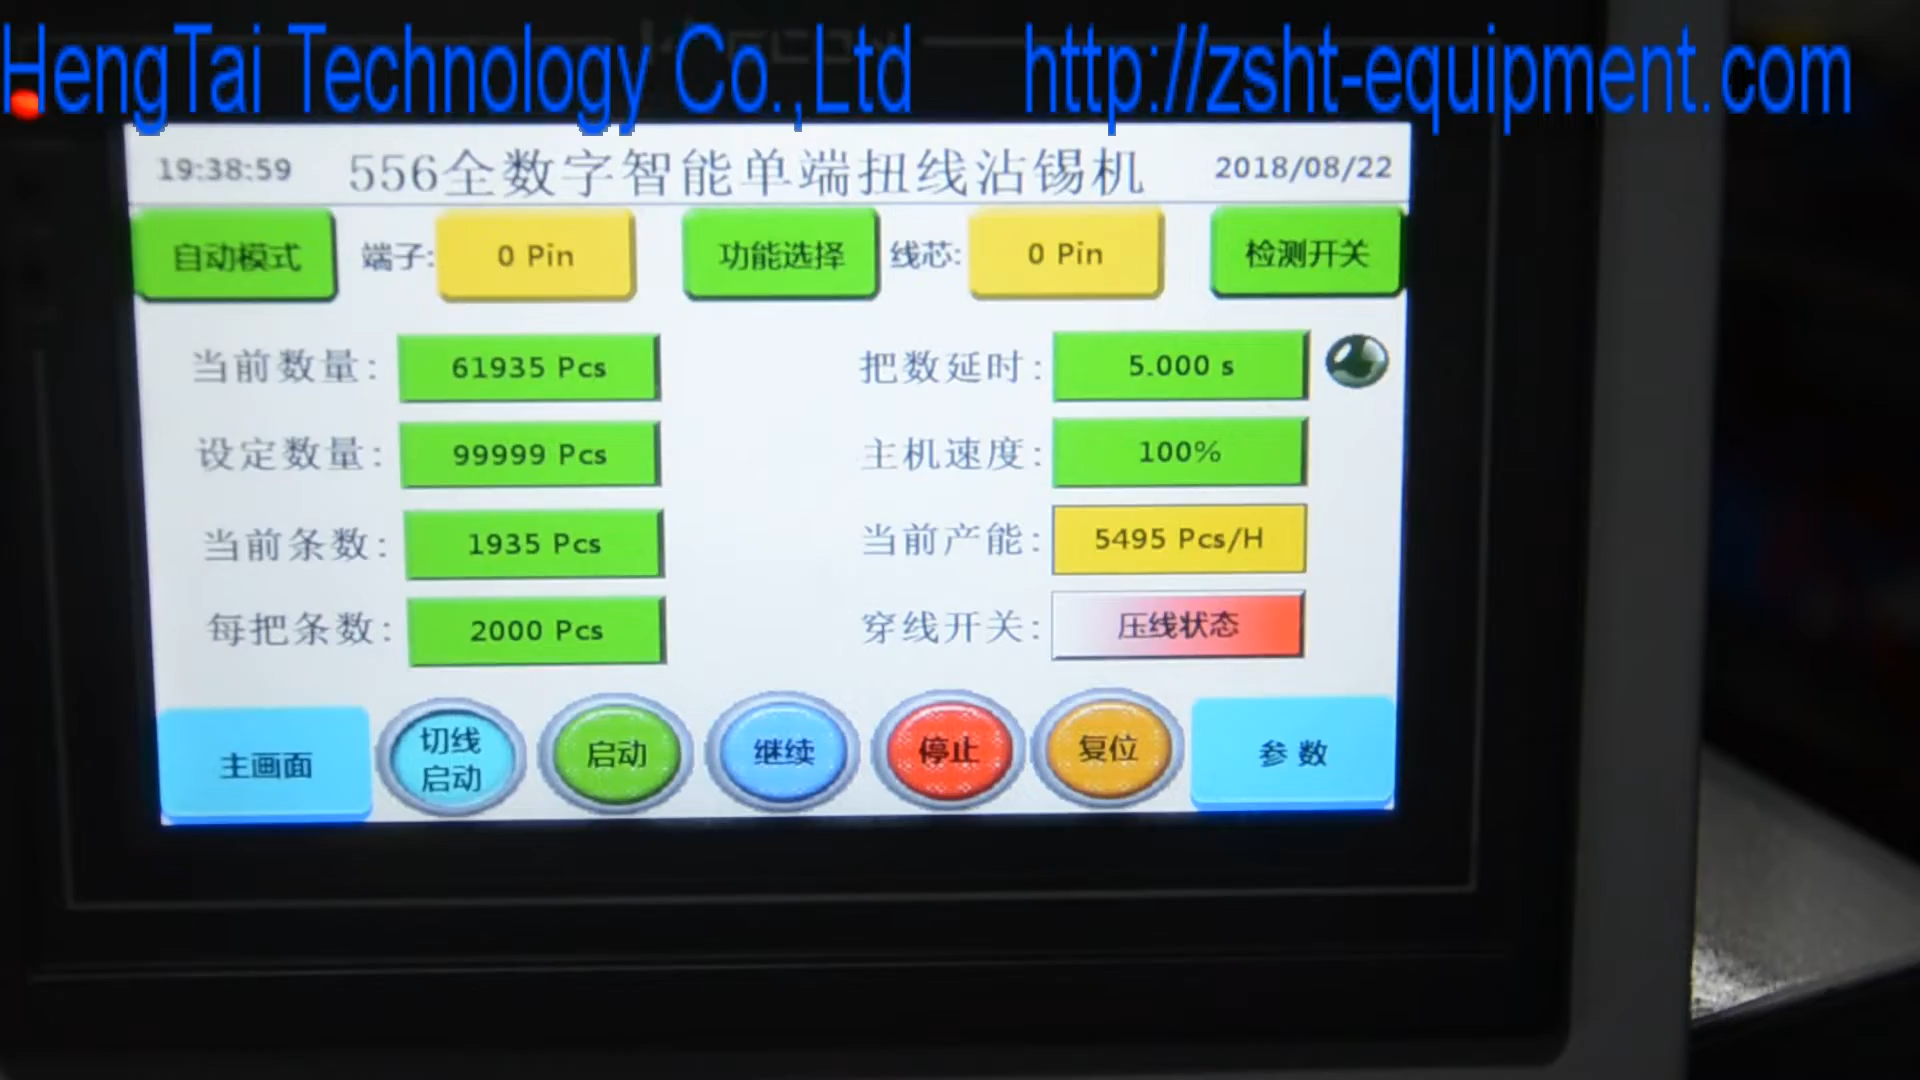 HengTai Technology Co.,Ltd http://zsht-equipment.com
19:38:59 556全数字智能单端扭线沾锡机 2018/08/22
自动模式 端子: 0 Pin 功能选择 线芯: 0 Pin 检测开关
当前数量: 61935 Pcs 把数延时: 5.000 s
设定数量: 99999 Pcs 主机速度: 100%
当前条数: 1935 Pcs 当前产能: 5495 Pcs/H
每把条数: 2000 Pcs 穿线开关: 压线状态
主画面 切线启动 启动 继续 停止 复位 参数